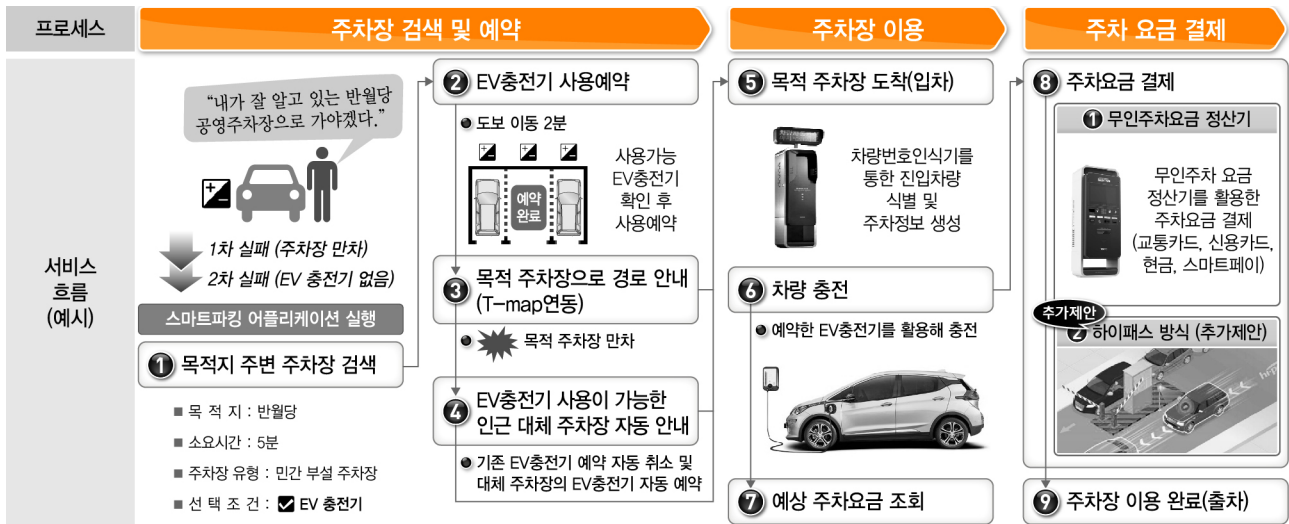 프로세스
주차장 검색 및 예약
주차장 이용
주차 요금 결제
서비스
흐름
(예시)
“내가 잘 알고 있는 반월당
공영주차장으로 가야겠다.”
1차 실패 (주차장 만차)
2차 실패 (EV 충전기 없음)
스마트파킹 어플리케이션 실행
1 목적지 주변 주차장 검색
■ 목 적 지 : 반월당
■ 소요시간 : 5분
■ 주차장 유형 : 민간 부설 주차장
■ 선 택 조 건 : ✔ EV 충전기
2 EV충전기 사용예약
● 도보 이동 2분
예약
완료
사용가능
EV충전기
확인 후
사용예약
3 목적 주차장으로 경로 안내
(T-map연동)
● 목적 주차장 만차
4 EV충전기 사용이 가능한
인근 대체 주차장 자동 안내
● 기존 EV충전기 예약 자동 취소 및
대체 주차장의 EV충전기 자동 예약
5 목적 주차장 도착(입차)
차량번호인식기를
통한 진입차량
식별 및
주차정보 생성
6 차량 충전
● 예약한 EV충전기를 활용해 충전
7 예상 주차요금 조회
8 주차요금 결제
1 무인주차요금 정산기
무인주차 요금
정산기를 활용한
주차요금 결제
(교통카드, 신용카드,
현금, 스마트페이)
추가제안
2 하이패스 방식 (추가제안)
9 주차장 이용 완료(출차)